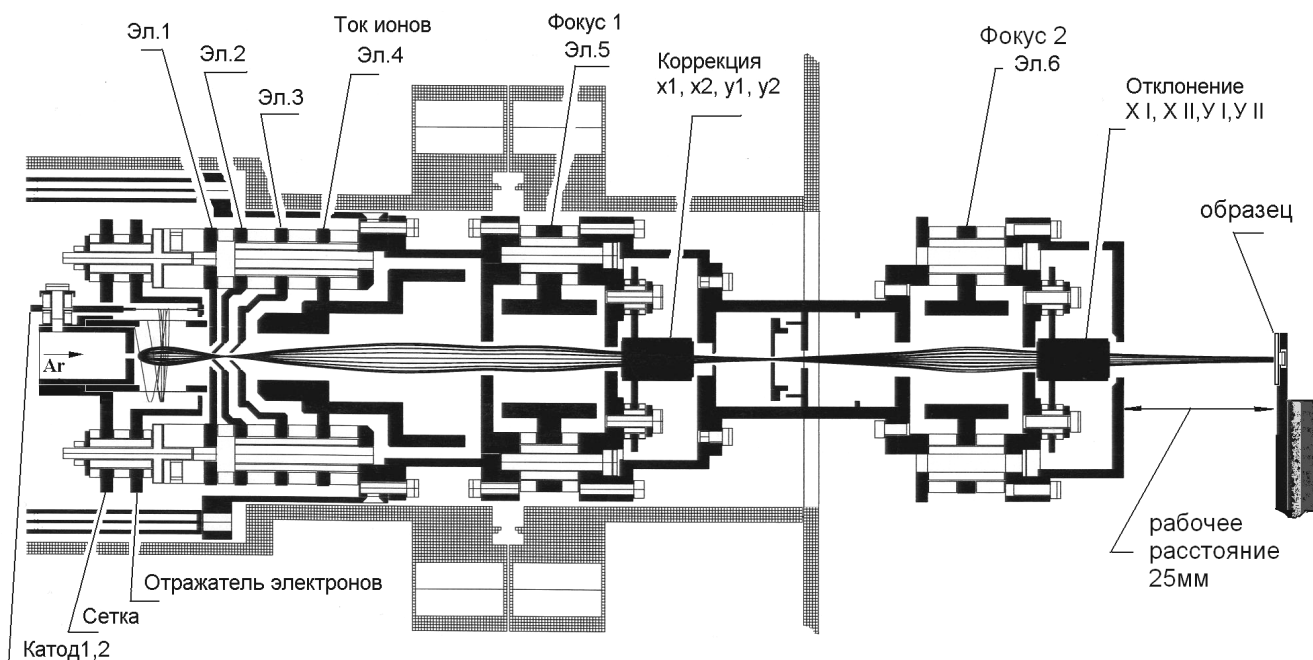 Эл.1
Эл.2
Эл.3
Ток ионов
Эл.4
Фокус 1
Эл.5
Коррекция
x1, x2, y1, y2
Фокус 2
Эл.6
Отклонение
X I, X II,У I,У II
образец
Ar
рабочее
расстояние
25мм
Отражатель электронов
Сетка
Катод1,2